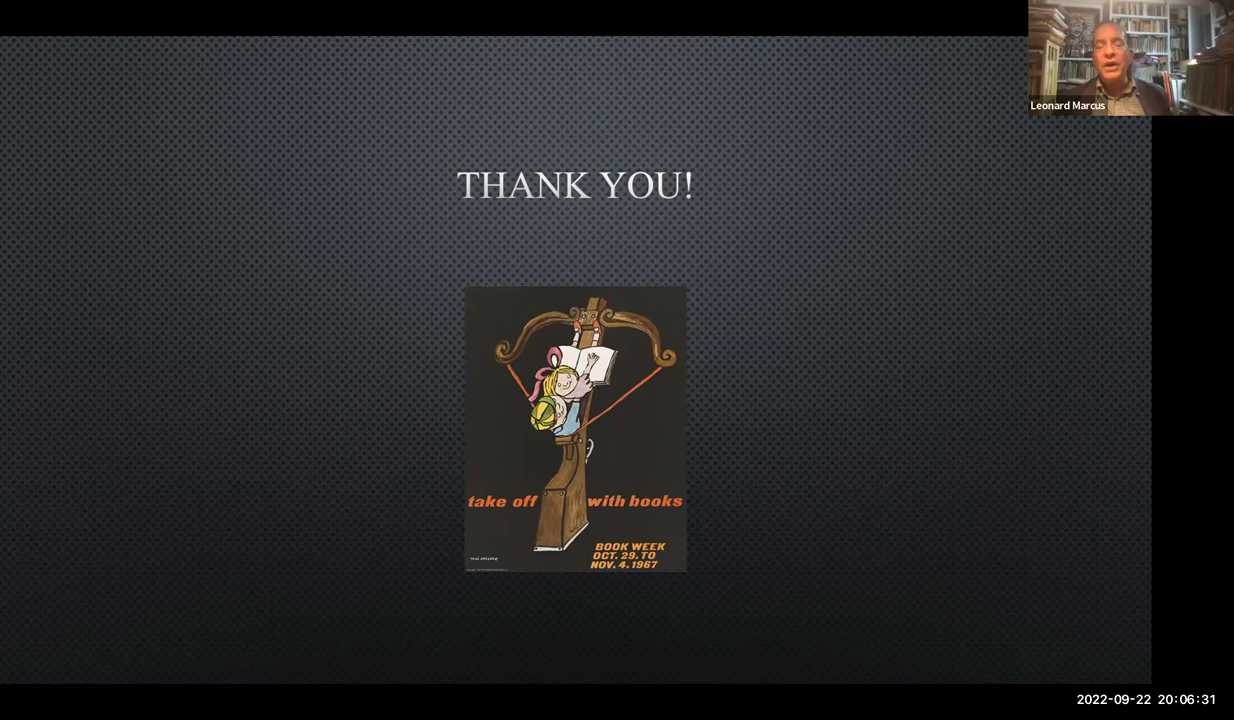 Leonard Marcus
THANK YOU!
take off with books
BOOK WEEK
OCT. 29. TO
NOV. 4. 1967
2022-09-22 20:06:31